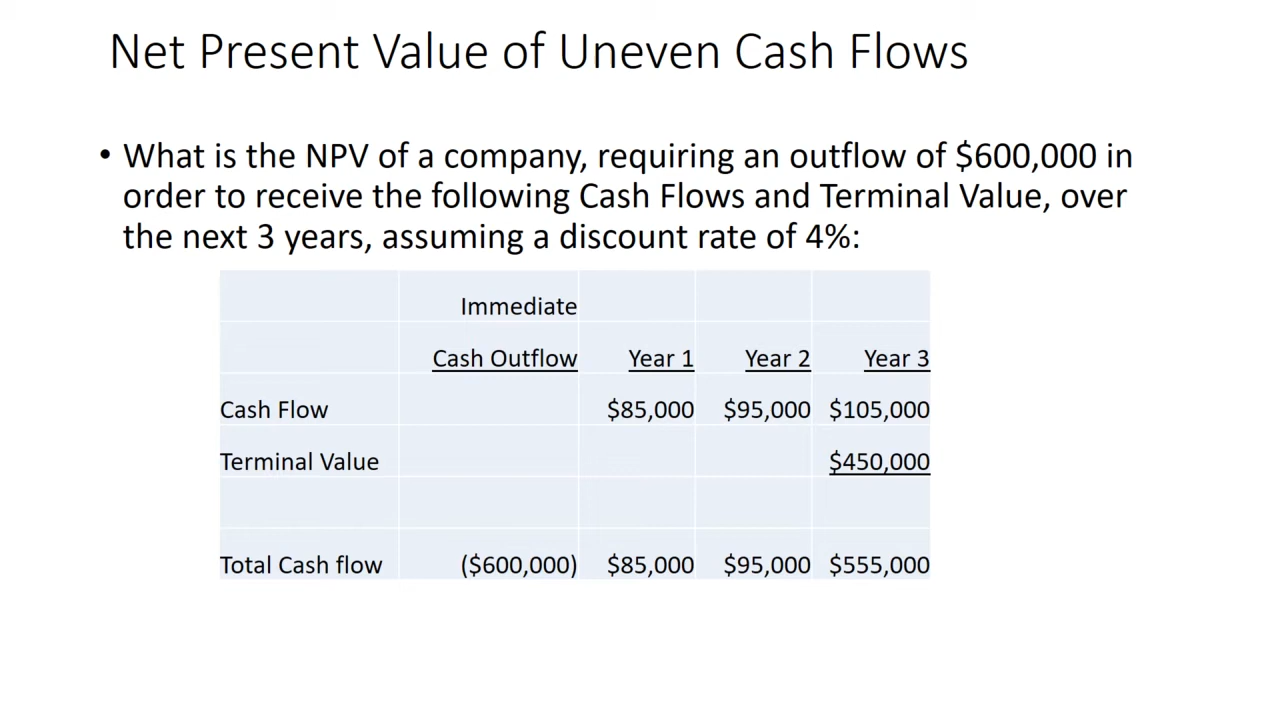 Net Present Value of Uneven Cash Flows
• What is the NPV of a company, requiring an outflow of $600,000 in
order to receive the following Cash Flows and Terminal Value, over
the next 3 years, assuming a discount rate of 4%:
Immediate
Cash Outflow Year 1 Year 2 Year 3
Cash Flow $85,000 $95,000 $105,000
Terminal Value $450,000
Total Cash flow ($600,000) $85,000 $95,000 $555,000